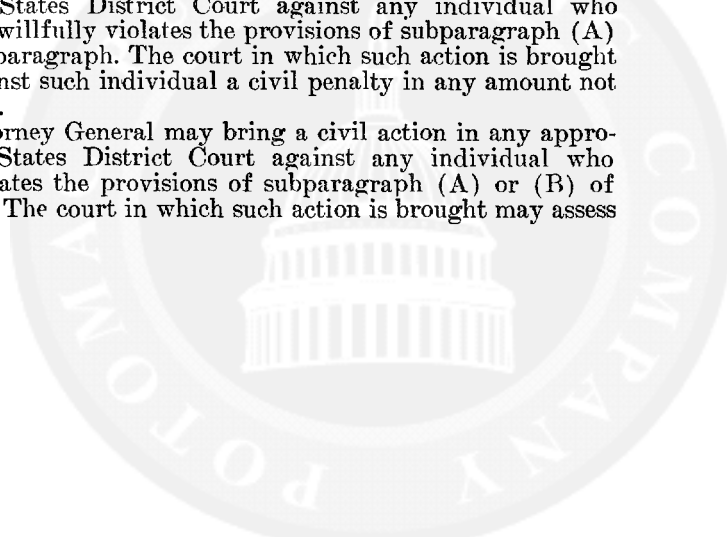 States District Court against any individual who
willfully violates the provisions of subparagraph (A)
paragraph. The court in which such action is brought
nst such individual a civil penalty in any amount not
rney General may bring a civil action in any appro-
States District Court against any individual who
ates the provisions of subparagraph (A) or (B) of
The court in which such action is brought may assess
POTOMAC COMPANY